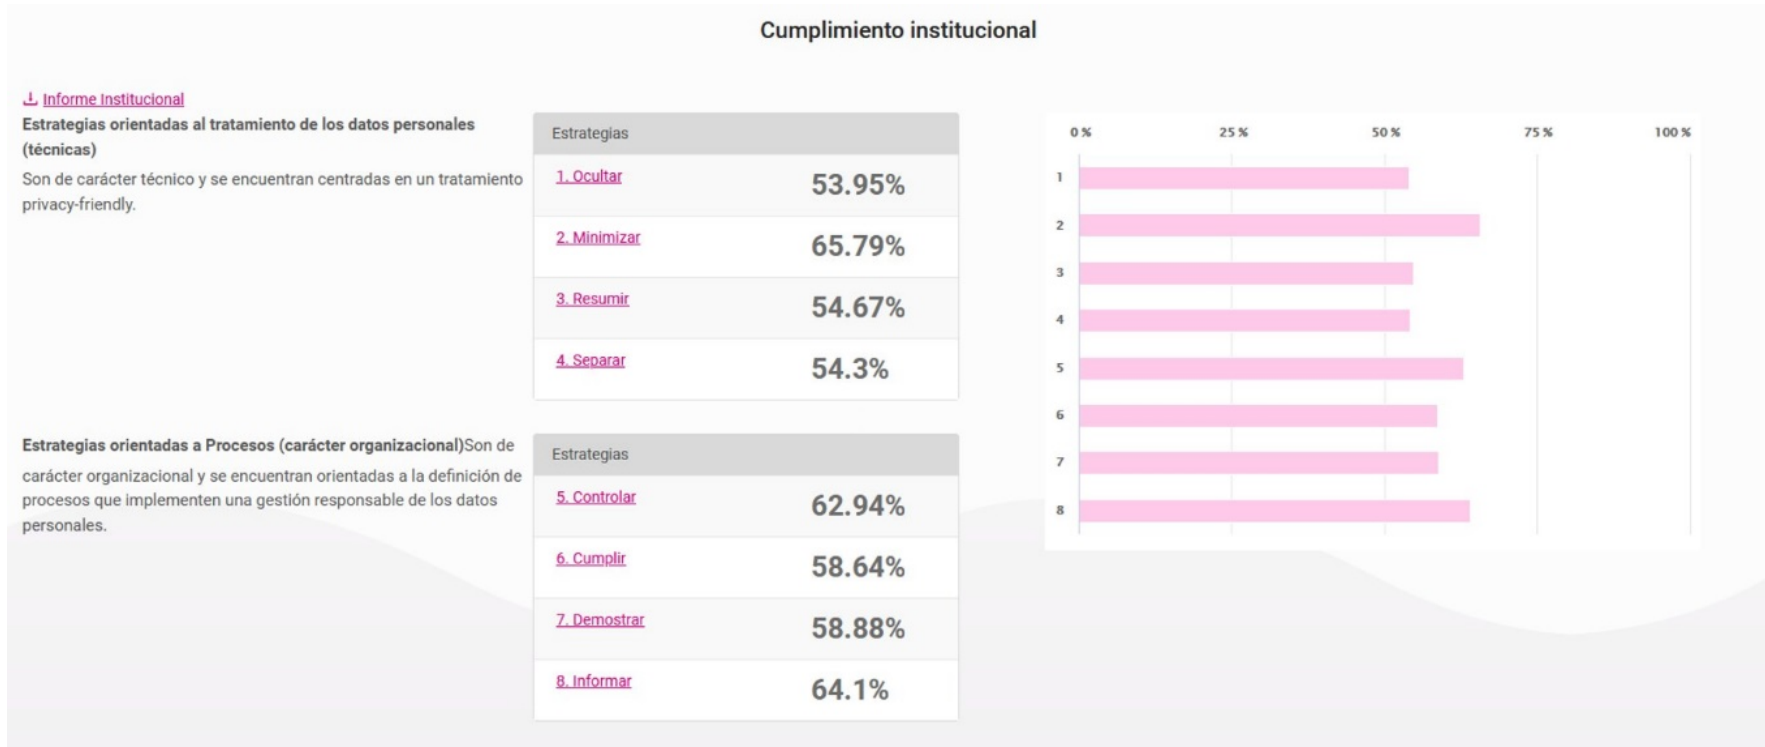 Cumplimiento institucional
Informe Institucional
Estrategias orientadas al tratamiento de los datos personales
(técnicas)
Son de carácter técnico y se encuentran centradas en un tratamiento
privacy-friendly.
Estrategias
1. Ocultar 53.95%
2. Minimizar 65.79%
3. Resumir 54.67%
4. Separar 54.3%
Estrategias orientadas a Procesos (carácter organizacional)Son de
carácter organizacional y se encuentran orientadas a la definición de
procesos que implementen una gestión responsable de los datos
personales.
Estrategias
5. Controlar 62.94%
6. Cumplir 58.64%
7. Demostrar 58.88%
8. Informar 64.1%
0 % 25 % 50 % 75 % 100 %
1
2
3
4
5
6
7
8